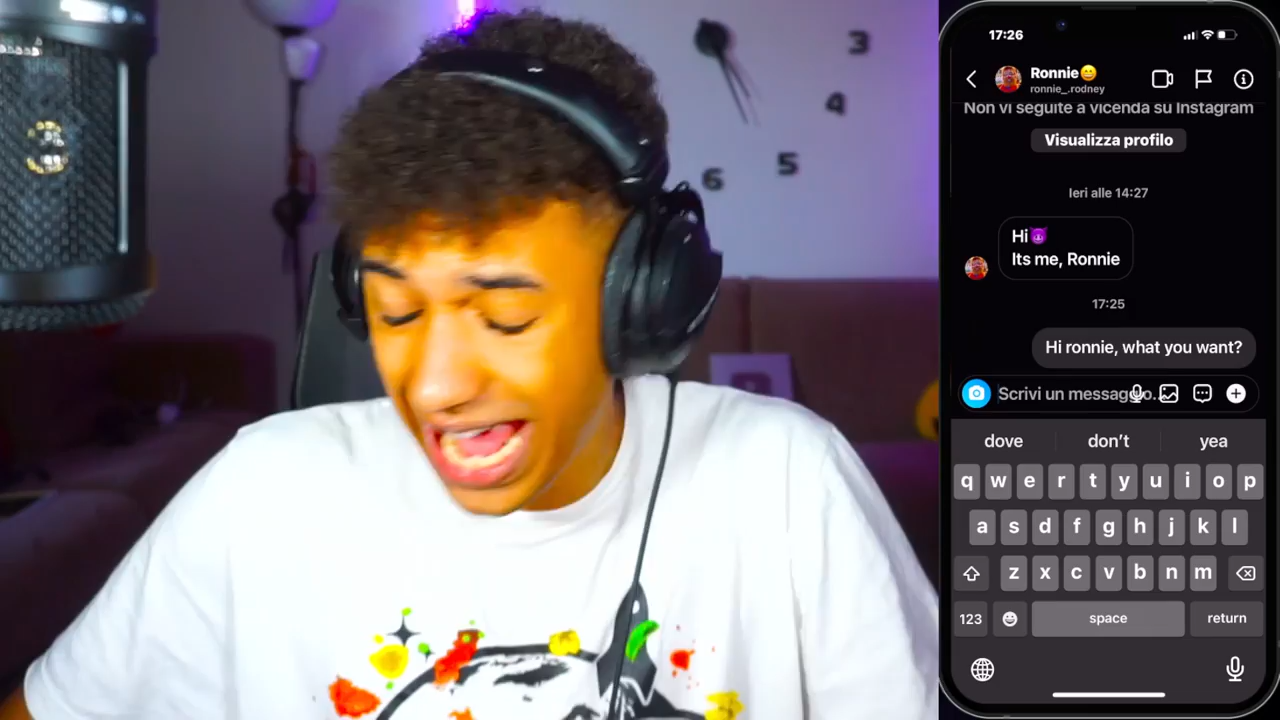 3
4
5
6
17:26
Ronnie😄
ronnie_.rodney
Non vi seguite a vicenda su Instagram
Visualizza profilo
Ieri alle 14:27
Hi😈
Its me, Ronnie
17:25
Hi ronnie, what you want?
Scrivi un messaggio...
dove don't yea
q w e r t y u i o p
a s d f g h j k l
z x c v b n m
123 space return